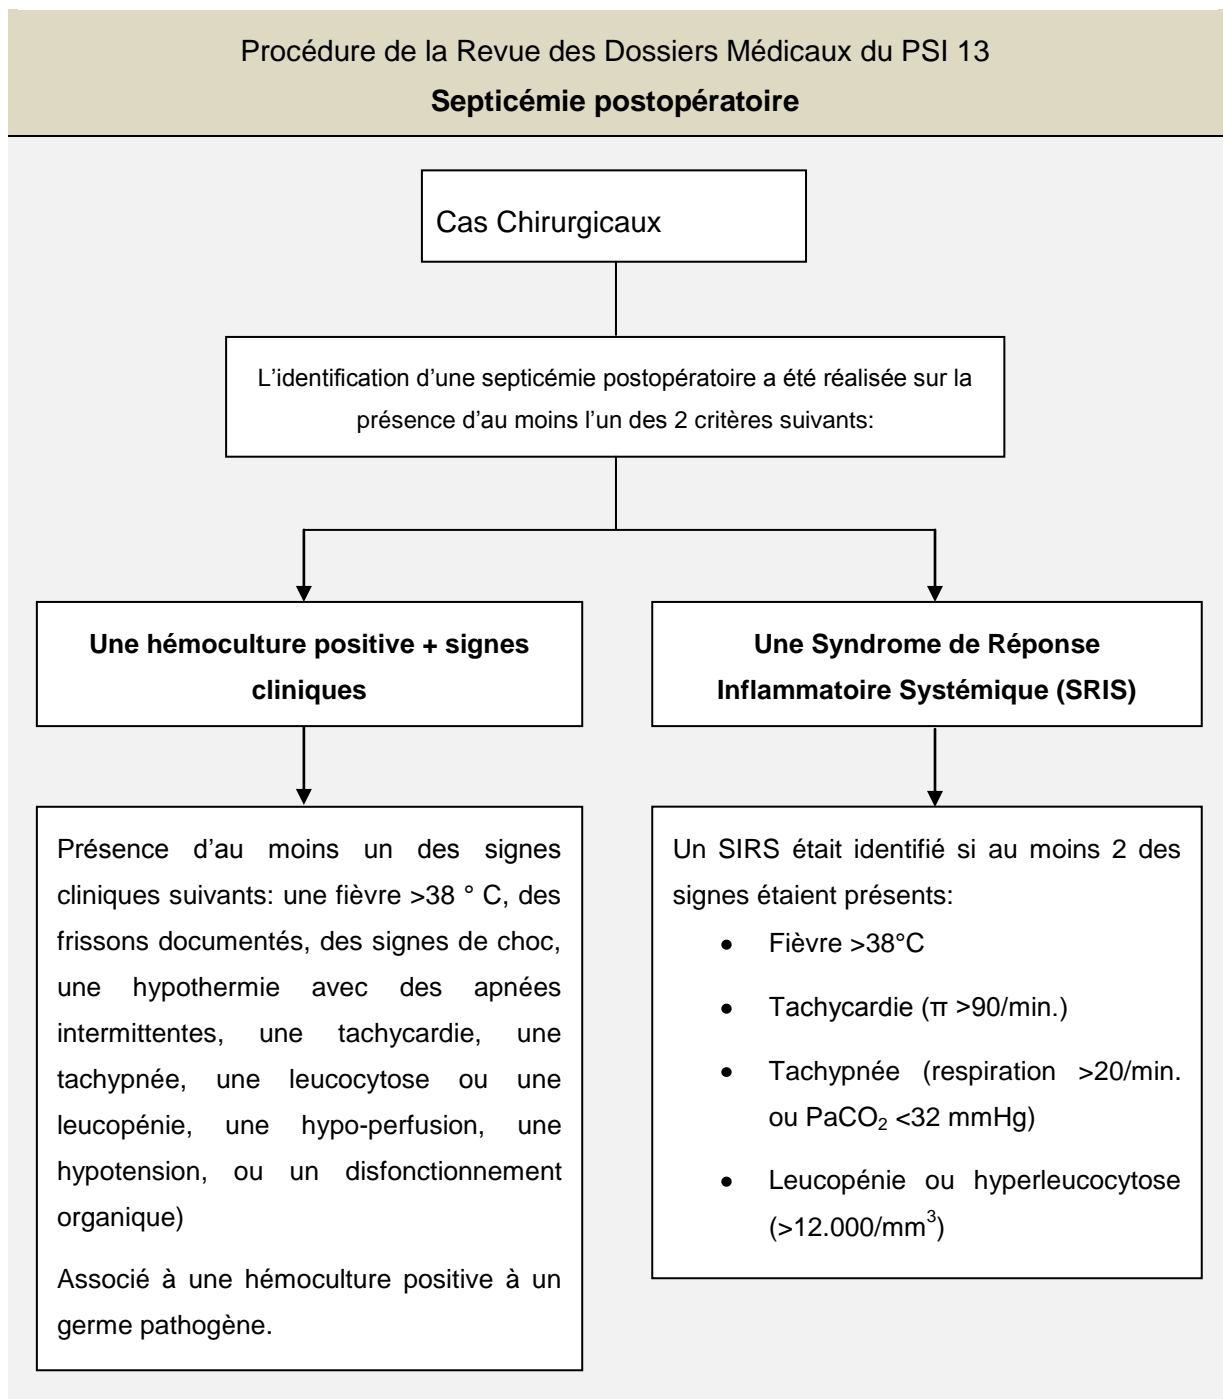 Procédure de la Revue des Dossiers Médicaux du PSI 13
Septicémie postopératoire
Cas Chirurgicaux
L’identification d’une septicémie postopératoire a été réalisée sur la
présence d’au moins l’un des 2 critères suivants:
Une hémoculture positive + signes
cliniques
Une Syndrome de Réponse
Inflammatoire Systémique (SRIS)
Présence d’au moins un des signes
cliniques suivants: une fièvre >38 ° C, des
frissons documentés, des signes de choc,
une hypothermie avec des apnées
intermittentes, une tachycardie, une
tachypnée, une leucocytose ou une
leucopénie, une hypo-perfusion, une
hypotension, ou un disfonctionnement
organique)
Associé à une hémoculture positive à un
germe pathogène.
Un SIRS était identifié si au moins 2 des
signes étaient présents:
• Fièvre >38°C
• Tachycardie (π >90/min.)
• Tachypnée (respiration >20/min.
ou PaCO₂ <32 mmHg)
• Leucopénie ou hyperleucocytose
(>12.000/mm³)